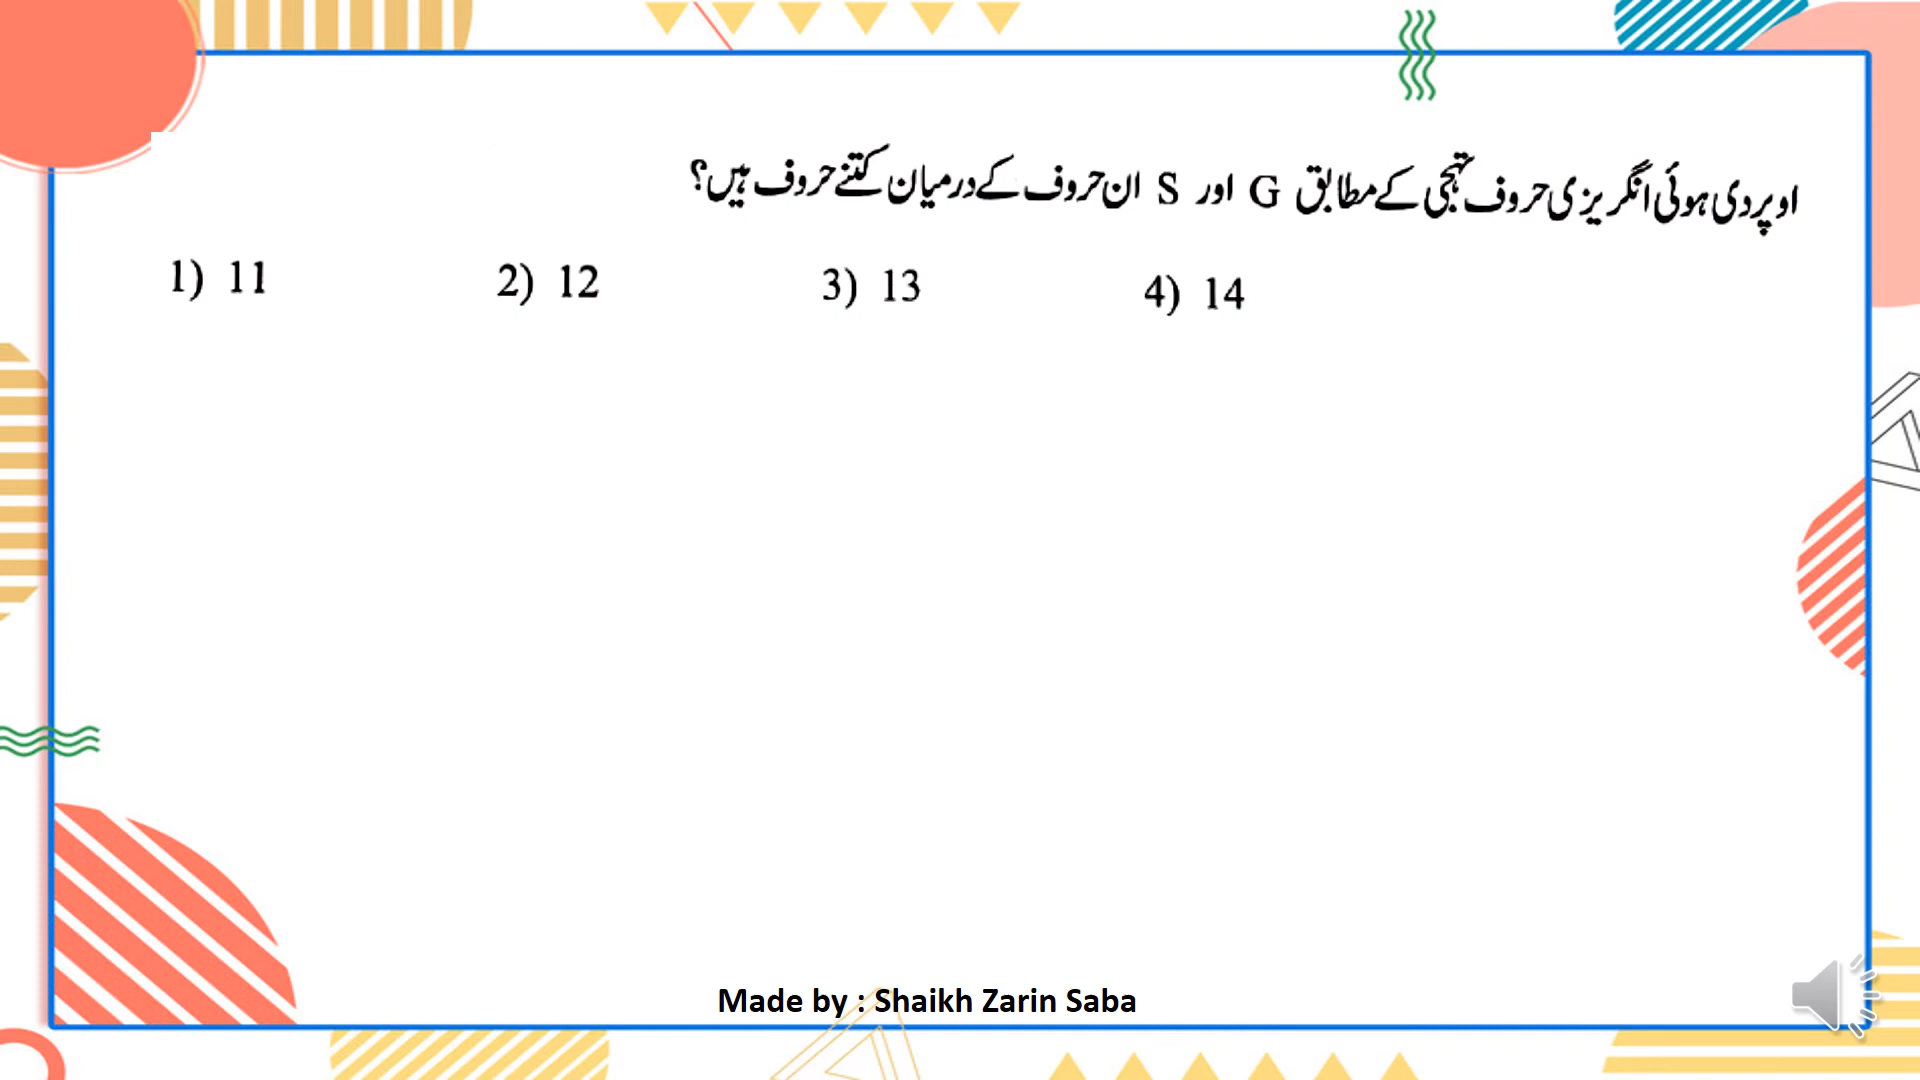 اوپر دی ہوئی انگریزی حروف تہجی کے مطابق G اور S ان حروف کے درمیان کتنے حروف ہیں؟
1) 11 2) 12 3) 13 4) 14
Made by : Shaikh Zarin Saba